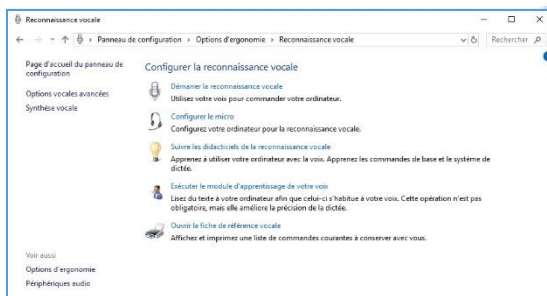 Reconnaissance vocale
Panneau de configuration > Options d'ergonomie > Reconnaissance vocale
Rechercher
Page d'accueil du panneau de
configuration
Options vocales avancées
Synthèse vocale
Configurer la reconnaissance vocale
Démarrer la reconnaissance vocale
Utilisez votre voix pour commander votre ordinateur.
Configurer le micro
Configurez votre ordinateur pour la reconnaissance vocale.
Suivre les didacticiels de la reconnaissance vocale
Apprenez à utiliser votre ordinateur avec la voix. Apprenez les commandes de base et le système de
dictée.
Exécuter le module d'apprentissage de votre voix
Lisez du texte à votre ordinateur afin que celui-ci s'habitue à votre voix. Cette opération n'est pas
obligatoire, mais elle améliore la précision de la dictée.
Ouvrir la fiche de référence vocale
Affichez et imprimez une liste de commandes courantes à conserver avec vous.
Voir aussi
Options d'ergonomie
Périphériques audio